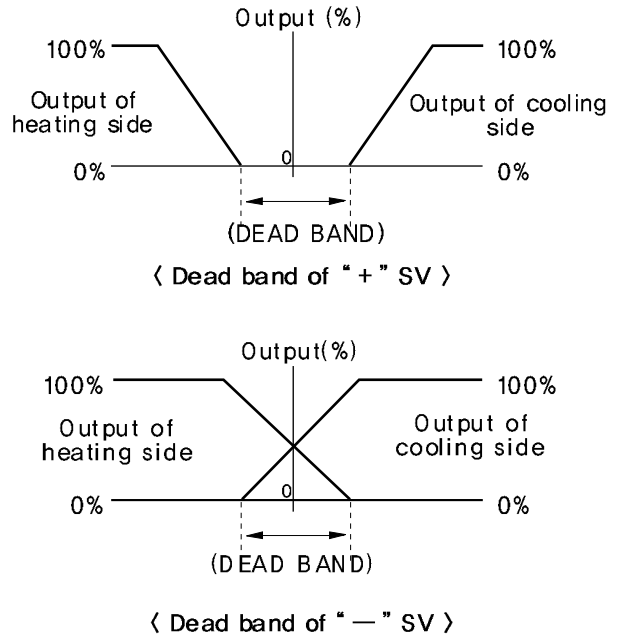 Output (%)
100%
100%
Output of
heating side
Output of cooling
side
0
0%
0%
(DEAD BAND)
〈 Dead band of “ + ” SV 〉
Output(%)
100%
100%
Output of
heating side
Output of
cooling side
0
0%
0%
(DEAD BAND)
〈 Dead band of “ — ” SV 〉